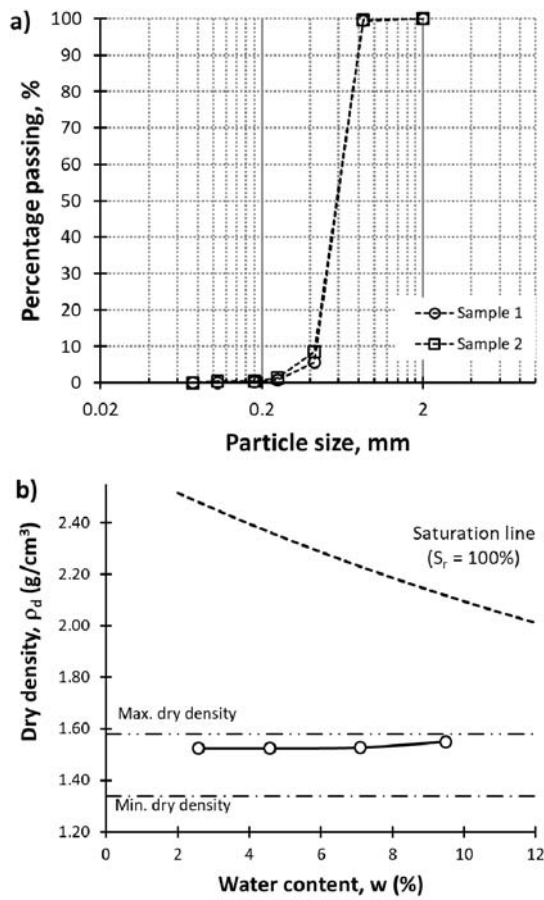 a)
100
90
80
70
60
50
40
30
20
10
0
Percentage passing, %
Sample 1
Sample 2
0.02
0.2
2
Particle size, mm
b)
2.40
2.20
2.00
1.80
1.60
1.40
1.20
Dry density, ρd (g/cm³)
Saturation line
(Sr = 100%)
Max. dry density
Min. dry density
0
2
4
6
8
10
12
Water content, w (%)